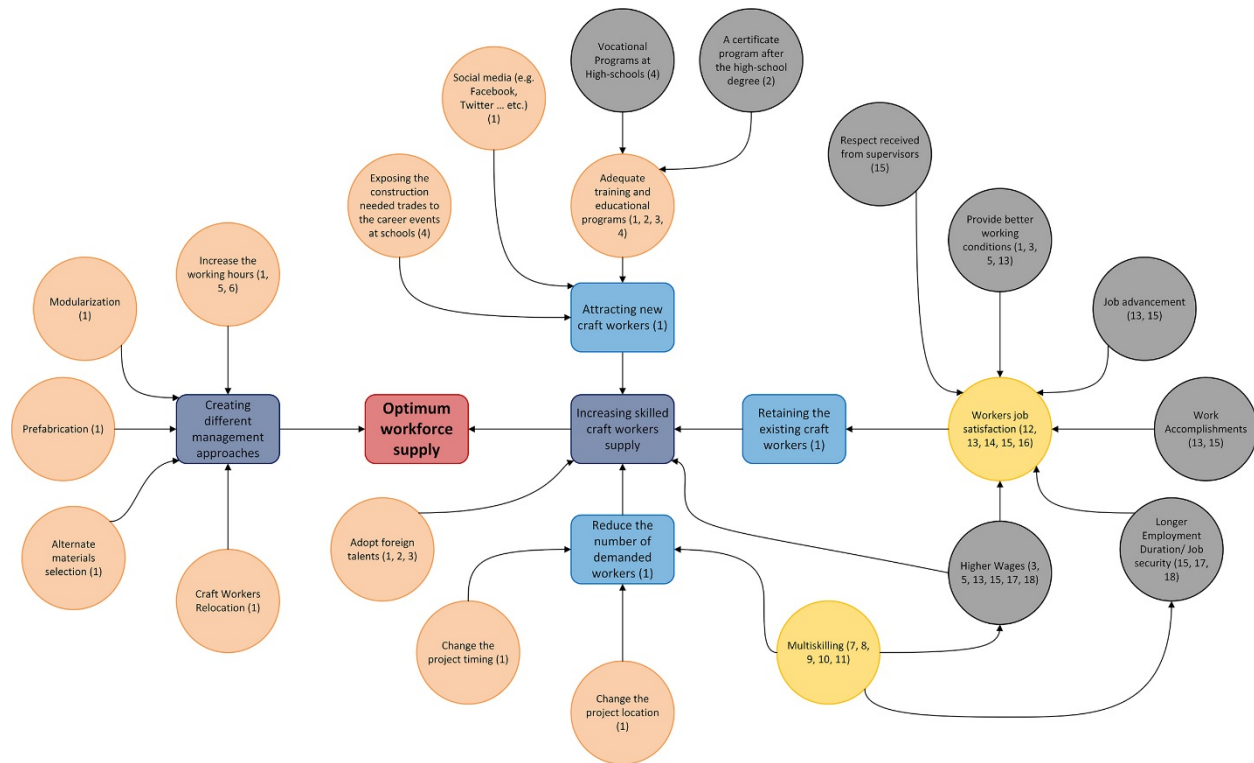 Vocational
Programs at
High-schools (4)
A certificate
program after
the high-school
degree (2)
Social media (e.g.
Facebook,
Twitter ... etc.)
(1)
Respect received
from supervisors
(15)
Exposing the
construction
needed trades to
the career events
at schools (4)
Adequate
training and
educational
programs (1, 2, 3,
4)
Provide better
working
conditions (1, 3,
5, 13)
Increase the
working hours (1,
5, 6)
Modularization
(1)
Attracting new
craft workers (1)
Job advancement
(13, 15)
Prefabrication (1)
Creating
different
management
approaches
Optimum
workforce
supply
Increasing skilled
craft workers
supply
Retaining the
existing craft
workers (1)
Workers job
satisfaction (12,
13, 14, 15, 16)
Work
Accomplishments
(13, 15)
Alternate
materials
selection (1)
Craft Workers
Relocation (1)
Adopt foreign
talents (1, 2, 3)
Reduce the
number of
demanded
workers (1)
Higher Wages (3,
5, 13, 15, 17, 18)
Longer
Employment
Duration/ Job
security (15, 17,
18)
Change the
project timing (1)
Change the
project location
(1)
Multiskilling (7, 8,
9, 10, 11)